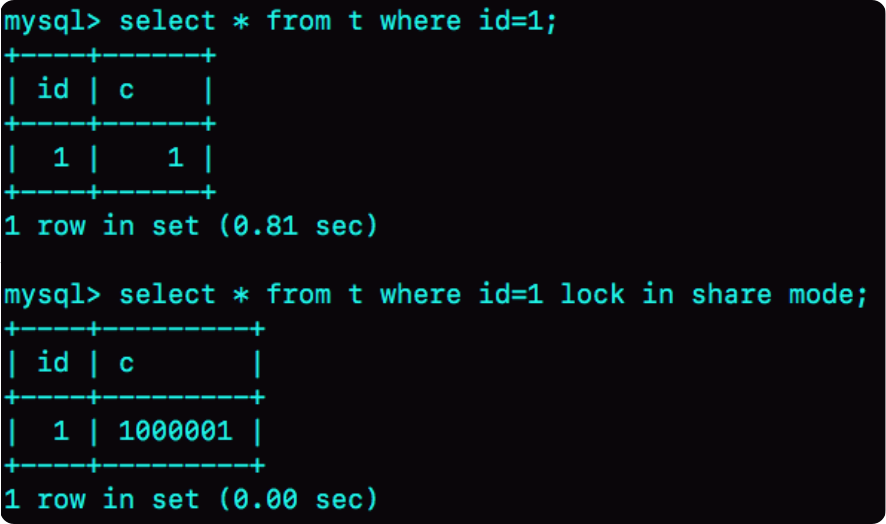 mysql> select * from t where id=1;
+----+------+
| id | c    |
+----+------+
|  1 |    1 |
+----+------+
1 row in set (0.81 sec)

mysql> select * from t where id=1 lock in share mode;
+----+---------+
| id | c       |
+----+---------+
|  1 | 1000001 |
+----+---------+
1 row in set (0.00 sec)